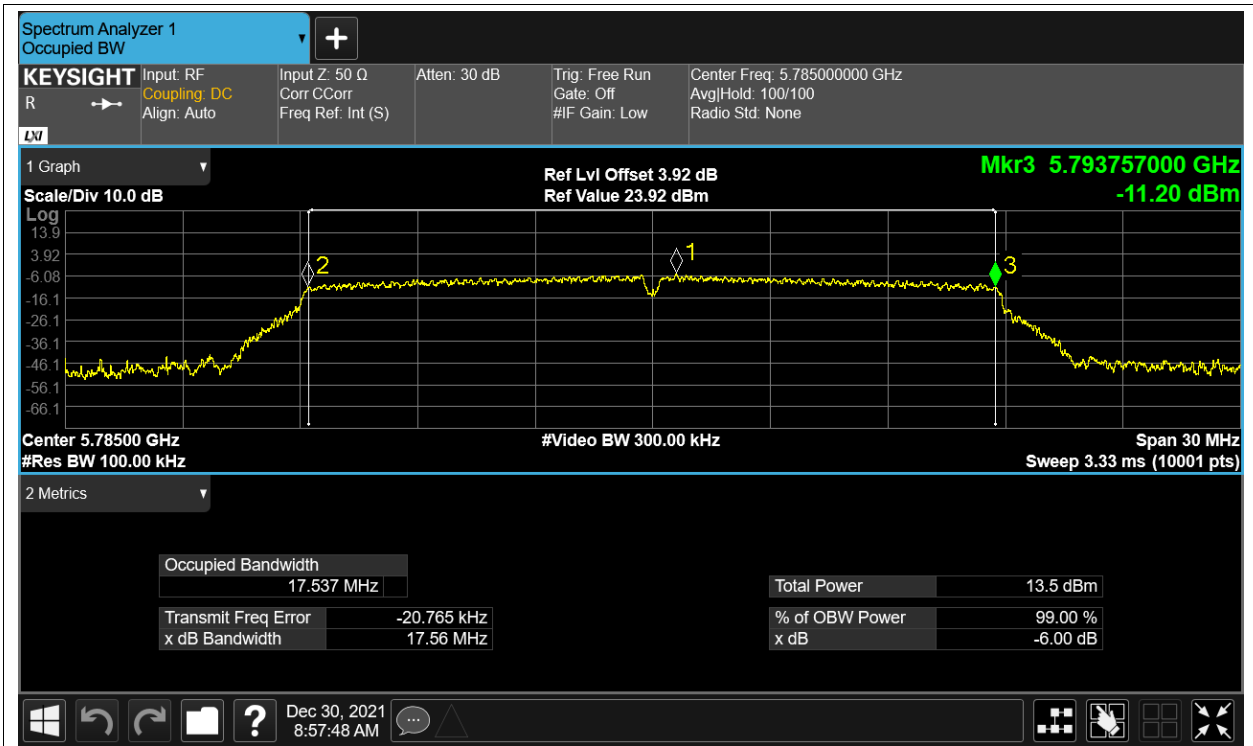 Spectrum Analyzer 1
Occupied BW
KEYSIGHT
R
LXI
Input: RF
Coupling: DC
Align: Auto
Input Z: 50 Ω
Corr CCorr
Freq Ref: Int (S)
Atten: 30 dB
Trig: Free Run
Gate: Off
#IF Gain: Low
Center Freq: 5.785000000 GHz
Avg|Hold: 100/100
Radio Std: None
1 Graph
Scale/Div 10.0 dB
Ref Lvl Offset 3.92 dB
Ref Value 23.92 dBm
Mkr3 5.793757000 GHz
-11.20 dBm
Log
13.9
3.92
-6.08
-16.1
-26.1
-36.1
-46.1
-56.1
-66.1
2
1
3
Center 5.78500 GHz
#Res BW 100.00 kHz
#Video BW 300.00 kHz
Span 30 MHz
Sweep 3.33 ms (10001 pts)
2 Metrics
Occupied Bandwidth
17.537 MHz
Transmit Freq Error -20.765 kHz
x dB Bandwidth 17.56 MHz
Total Power 13.5 dBm
% of OBW Power 99.00 %
x dB -6.00 dB
?
Dec 30, 2021
8:57:48 AM